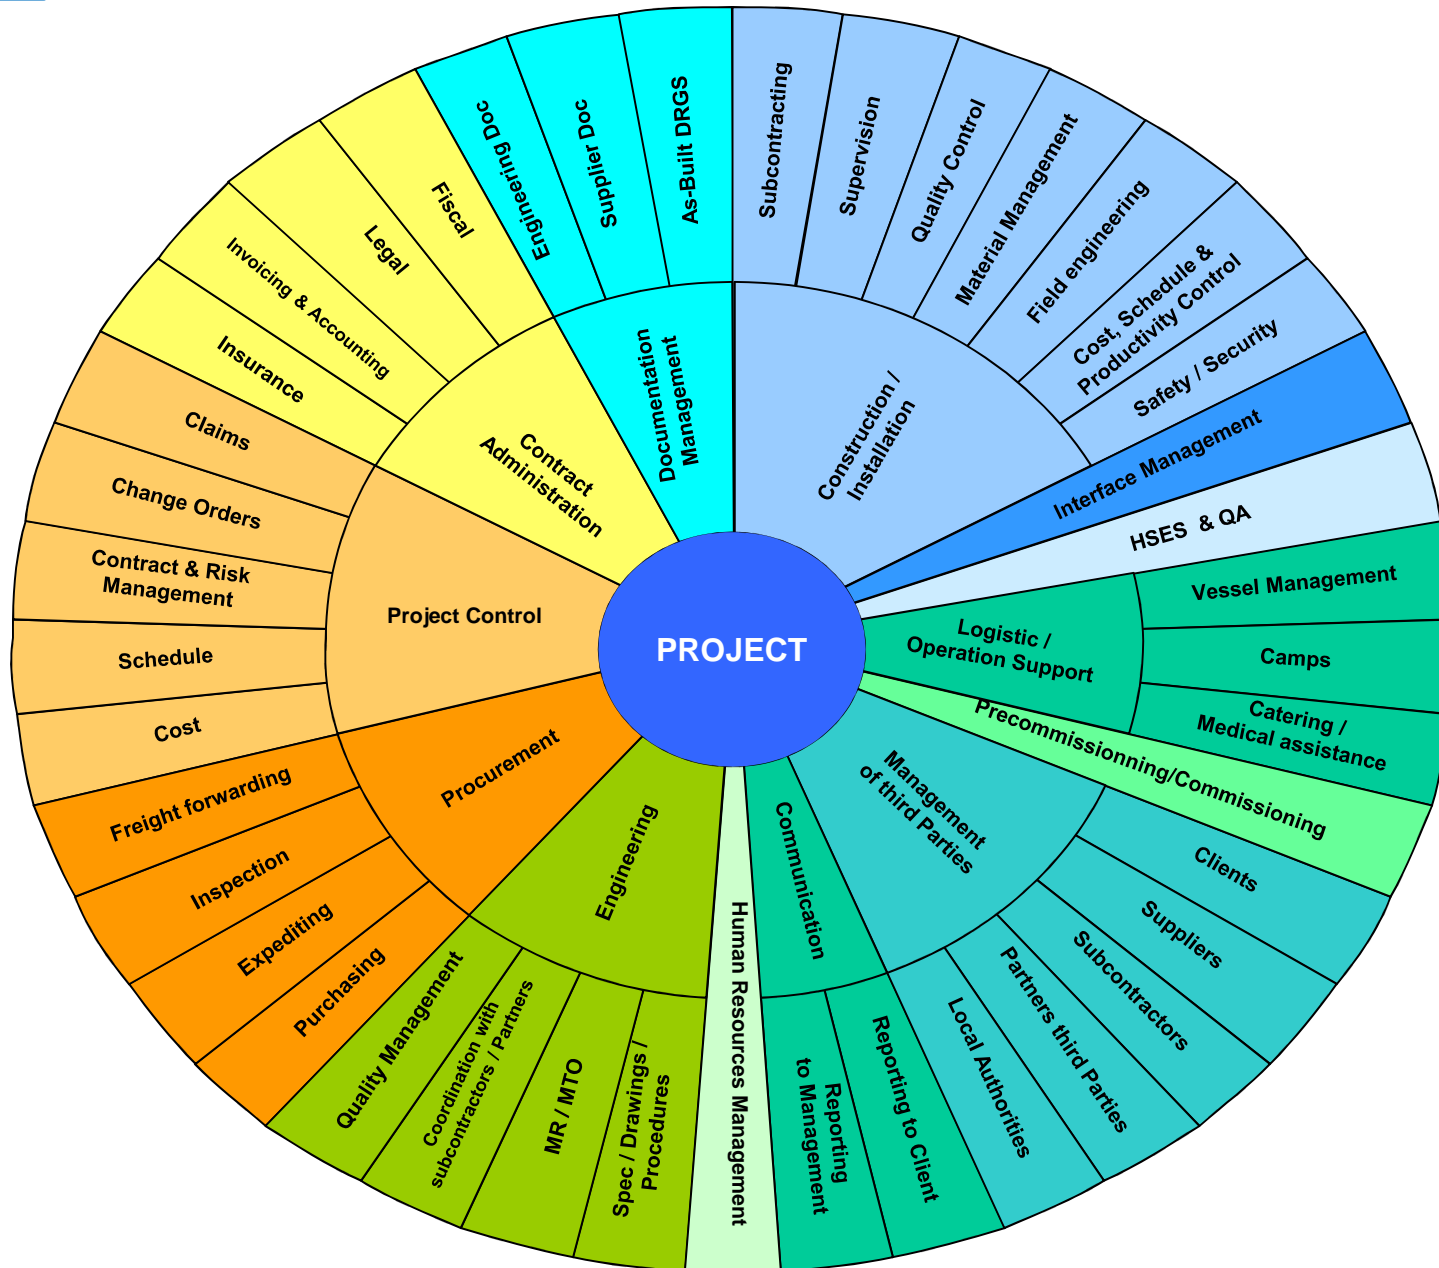 PROJECT
Construction /
Installation
Subcontracting
Supervision
Quality Control
Material Management
Field engineering
Cost, Schedule &
Productivity Control
Safety / Security
Interface Management
HSES & QA
Logistic /
Operation Support
Vessel Management
Camps
Catering /
Medical assistance
Precommissionning/Commissioning
Management
of third Parties
Clients
Suppliers
Subcontractors
Partners third Parties
Local Authorities
Communication
Reporting to Client
Reporting
to Management
Human Resources Management
Engineering
Spec / Drawings /
Procedures
MR / MTO
Coordination with
subcontractors / Partners
Quality Management
Procurement
Purchasing
Expediting
Inspection
Freight forwarding
Project Control
Cost
Schedule
Contract & Risk
Management
Change Orders
Claims
Contract
Administration
Insurance
Invoicing & Accounting
Legal
Fiscal
Documentation
Management
Engineering Doc
Supplier Doc
As-Built DRGS